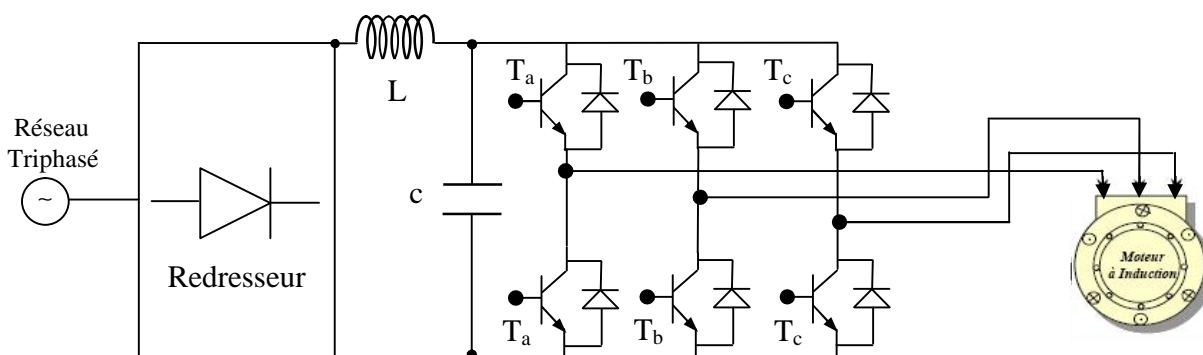 Réseau
Triphasé
~
Redresseur
L
c
Ta
Tb
Tc
Ta
Tb
Tc
Moteur
à Induction